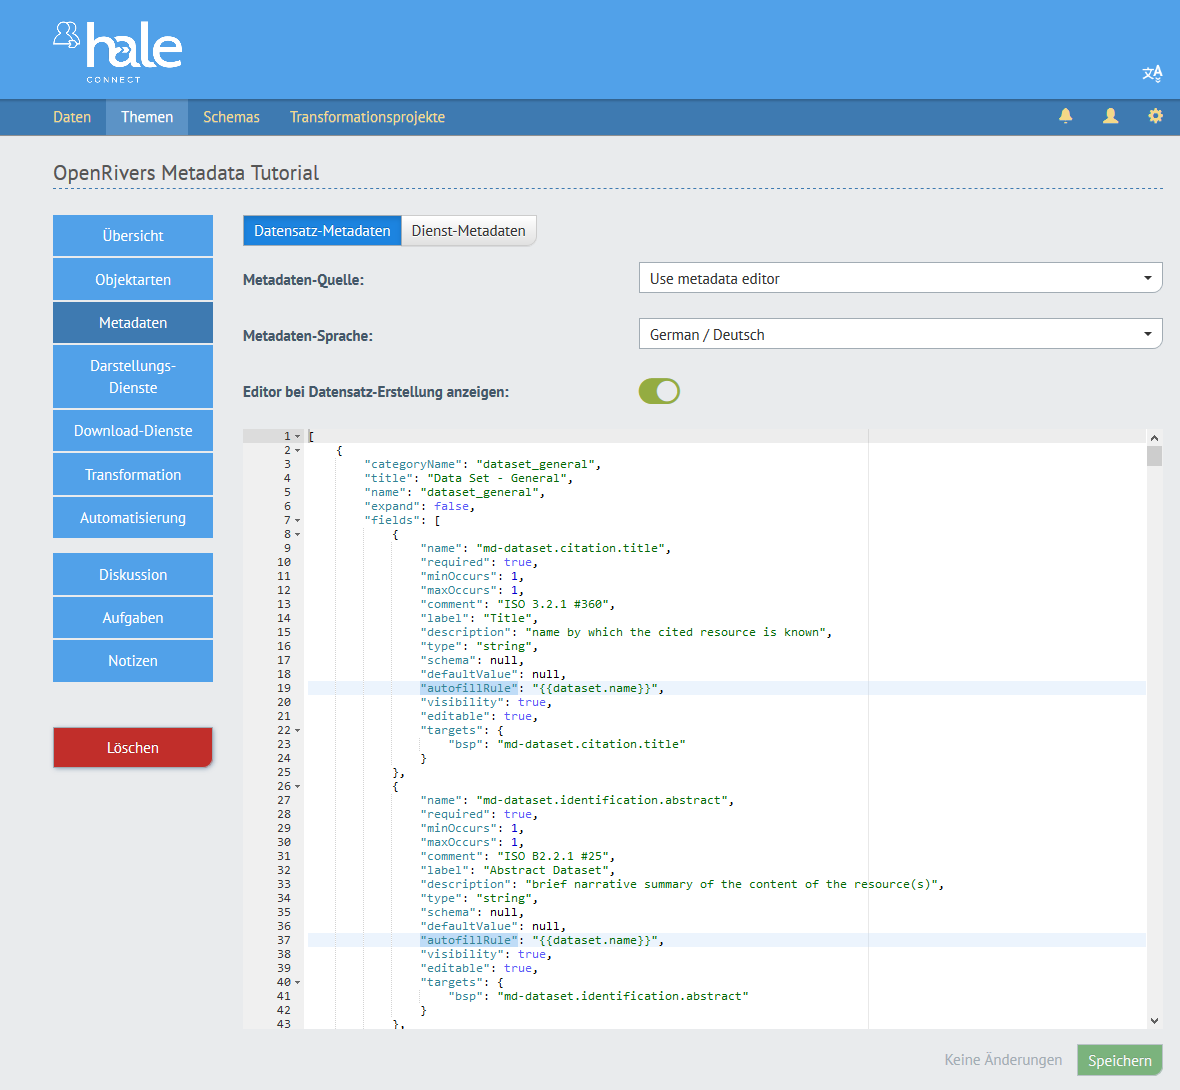 hale
CONNECT
Daten Themen Schemas Transformationsprojekte
OpenRivers Metadata Tutorial
Übersicht
Objektarten
Metadaten
Darstellungs-
Dienste
Download-Dienste
Transformation
Automatisierung
Diskussion
Aufgaben
Notizen
Löschen
Datensatz-Metadaten Dienst-Metadaten
Metadaten-Quelle: Use metadata editor
Metadaten-Sprache: German / Deutsch
Editor bei Datensatz-Erstellung anzeigen:
1 [
2 {
3 "categoryName": "dataset_general",
4 "title": "Data Set - General",
5 "name": "dataset_general",
6 "expand": false,
7 "fields": [
8 {
9 "name": "md-dataset.citation.title",
10 "required": true,
11 "minOccurs": 1,
12 "maxOccurs": 1,
13 "comment": "ISO 3.2.1 #360",
14 "label": "Title",
15 "description": "name by which the cited resource is known",
16 "type": "string",
17 "schema": null,
18 "defaultValue": null,
19 "autofillRule": "{{dataset.name}}",
20 "visibility": true,
21 "editable": true,
22 "targets": {
23 "bsp": "md-dataset.citation.title"
24 }
25 },
26 {
27 "name": "md-dataset.identification.abstract",
28 "required": true,
29 "minOccurs": 1,
30 "maxOccurs": 1,
31 "comment": "ISO B2.2.1 #25",
32 "label": "Abstract Dataset",
33 "description": "brief narrative summary of the content of the resource(s)",
34 "type": "string",
35 "schema": null,
36 "defaultValue": null,
37 "autofillRule": "{{dataset.name}}",
38 "visibility": true,
39 "editable": true,
40 "targets": {
41 "bsp": "md-dataset.identification.abstract"
42 }
43 },
Keine Änderungen Speichern